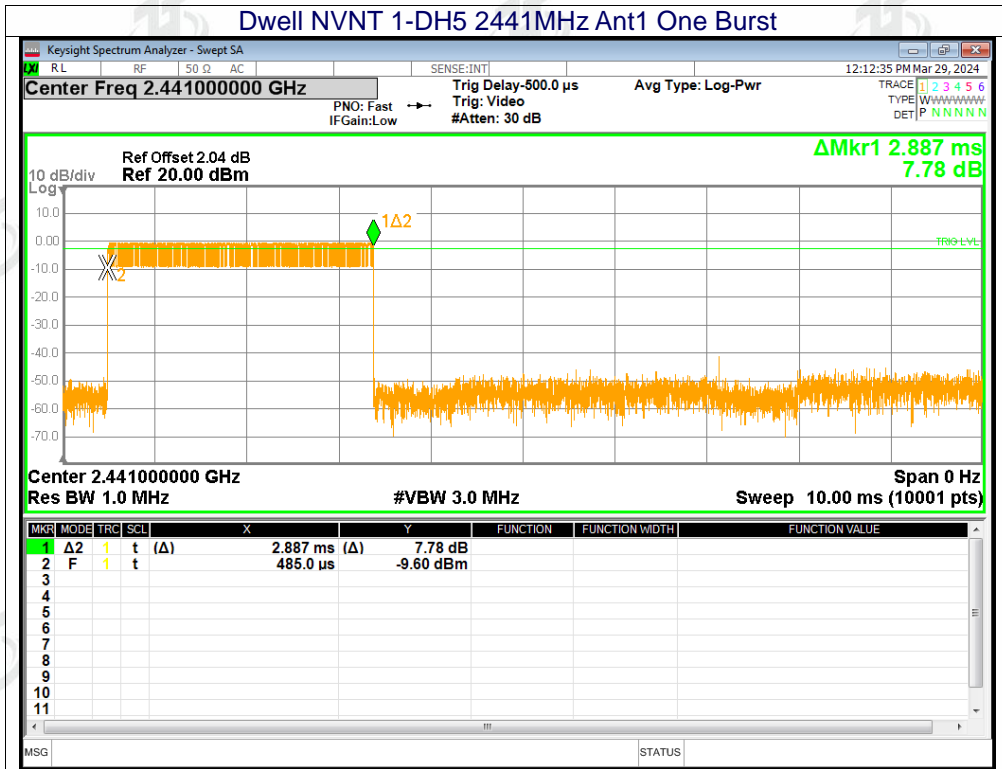 Dwell NVNT 1-DH5 2441MHz Ant1 One Burst
Keysight Spectrum Analyzer - Swept SA
LXI RL RF 50 Ω AC SENSE:INT 12:12:35 PM Mar 29, 2024
Center Freq 2.441000000 GHz Trig Delay-500.0 µs Avg Type: Log-Pwr TRACE 1 2 3 4 5 6
PNO: Fast Trig: Video TYPE WWWWWWW
IFGain:Low #Atten: 30 dB DET P N N N N N
ΔMkr1 2.887 ms
7.78 dB
Ref Offset 2.04 dB
10 dB/div Ref 20.00 dBm
Log
10.0
1Δ2
0.00
TRIG LVL
-10.0
2
-20.0
-30.0
-40.0
-50.0
-60.0
-70.0
Center 2.441000000 GHz Span 0 Hz
Res BW 1.0 MHz #VBW 3.0 MHz Sweep 10.00 ms (10001 pts)
MKR MODE TRC SCL X Y FUNCTION FUNCTION WIDTH FUNCTION VALUE
1 Δ2 1 t (Δ) 2.887 ms (Δ) 7.78 dB
2 F 1 t 485.0 µs -9.60 dBm
3
4
5
6
7
8
9
10
11
MSG STATUS